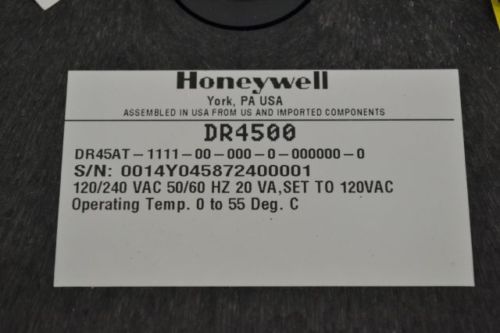 Honeywell
York, PA USA
ASSEMBLED IN USA FROM US AND IMPORTED COMPONENTS
DR4500
DR45AT-1111-00-000-0-000000-0
S/N: 0014Y045872400001
120/240 VAC 50/60 HZ 20 VA,SET TO 120VAC
Operating Temp. 0 to 55 Deg. C